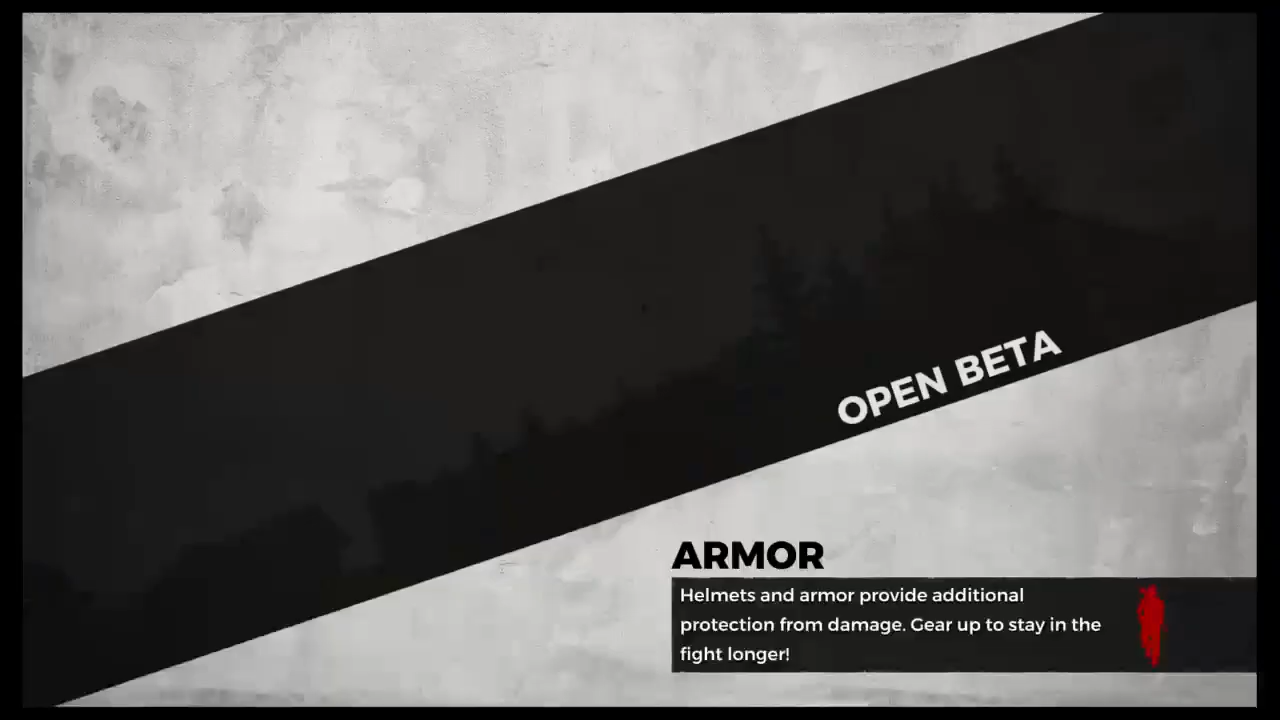 OPEN BETA
ARMOR
Helmets and armor provide additional
protection from damage. Gear up to stay in the
fight longer!